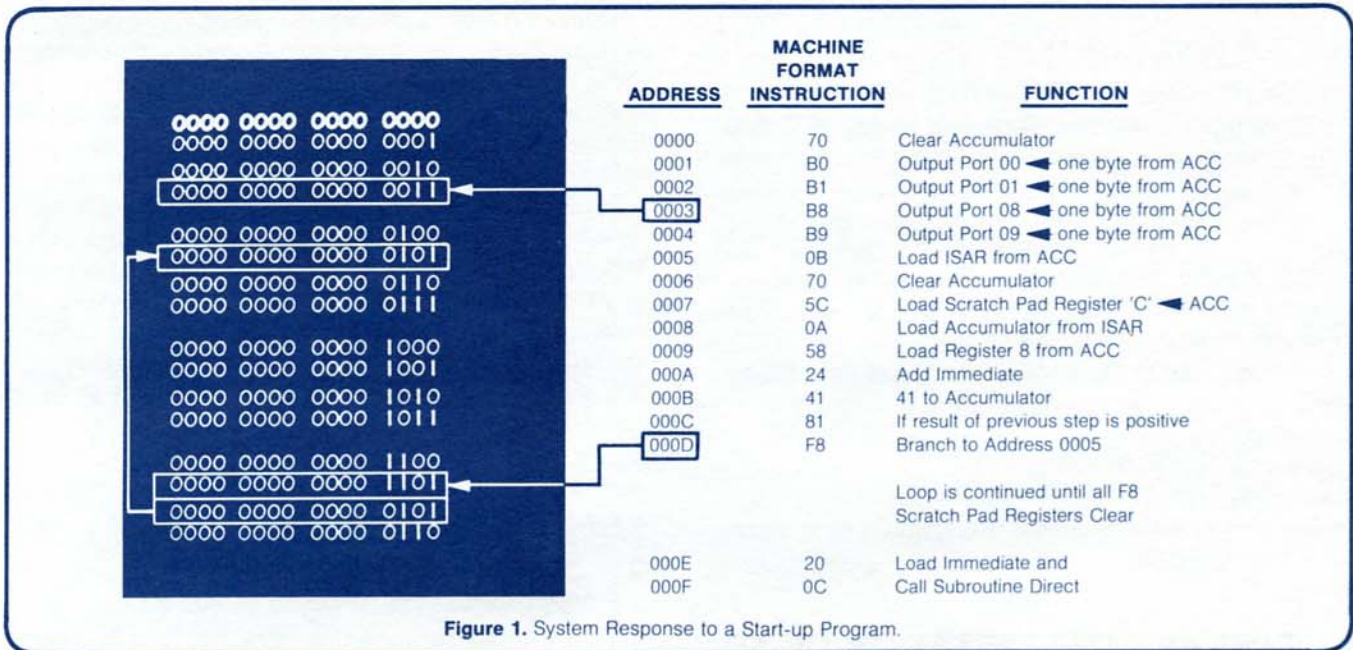 0000 0000 0000 0000
0000 0000 0000 0001
0000 0000 0000 0010
0000 0000 0000 0011
0000 0000 0000 0100
0000 0000 0000 0101
0000 0000 0000 0110
0000 0000 0000 0111
0000 0000 0000 1000
0000 0000 0000 1001
0000 0000 0000 1010
0000 0000 0000 1011
0000 0000 0000 1100
0000 0000 0000 1101
0000 0000 0000 0101
0000 0000 0000 0110
MACHINE
FORMAT
ADDRESS INSTRUCTION FUNCTION
0000 70 Clear Accumulator
0001 B0 Output Port 00 ◄ one byte from ACC
0002 B1 Output Port 01 ◄ one byte from ACC
0003 B8 Output Port 08 ◄ one byte from ACC
0004 B9 Output Port 09 ◄ one byte from ACC
0005 0B Load ISAR from ACC
0006 70 Clear Accumulator
0007 5C Load Scratch Pad Register 'C' ◄ ACC
0008 0A Load Accumulator from ISAR
0009 58 Load Register 8 from ACC
000A 24 Add Immediate
000B 41 41 to Accumulator
000C 81 If result of previous step is positive
000D F8 Branch to Address 0005
Loop is continued until all F8
Scratch Pad Registers Clear
000E 20 Load Immediate and
000F 0C Call Subroutine Direct
Figure 1. System Response to a Start-up Program.